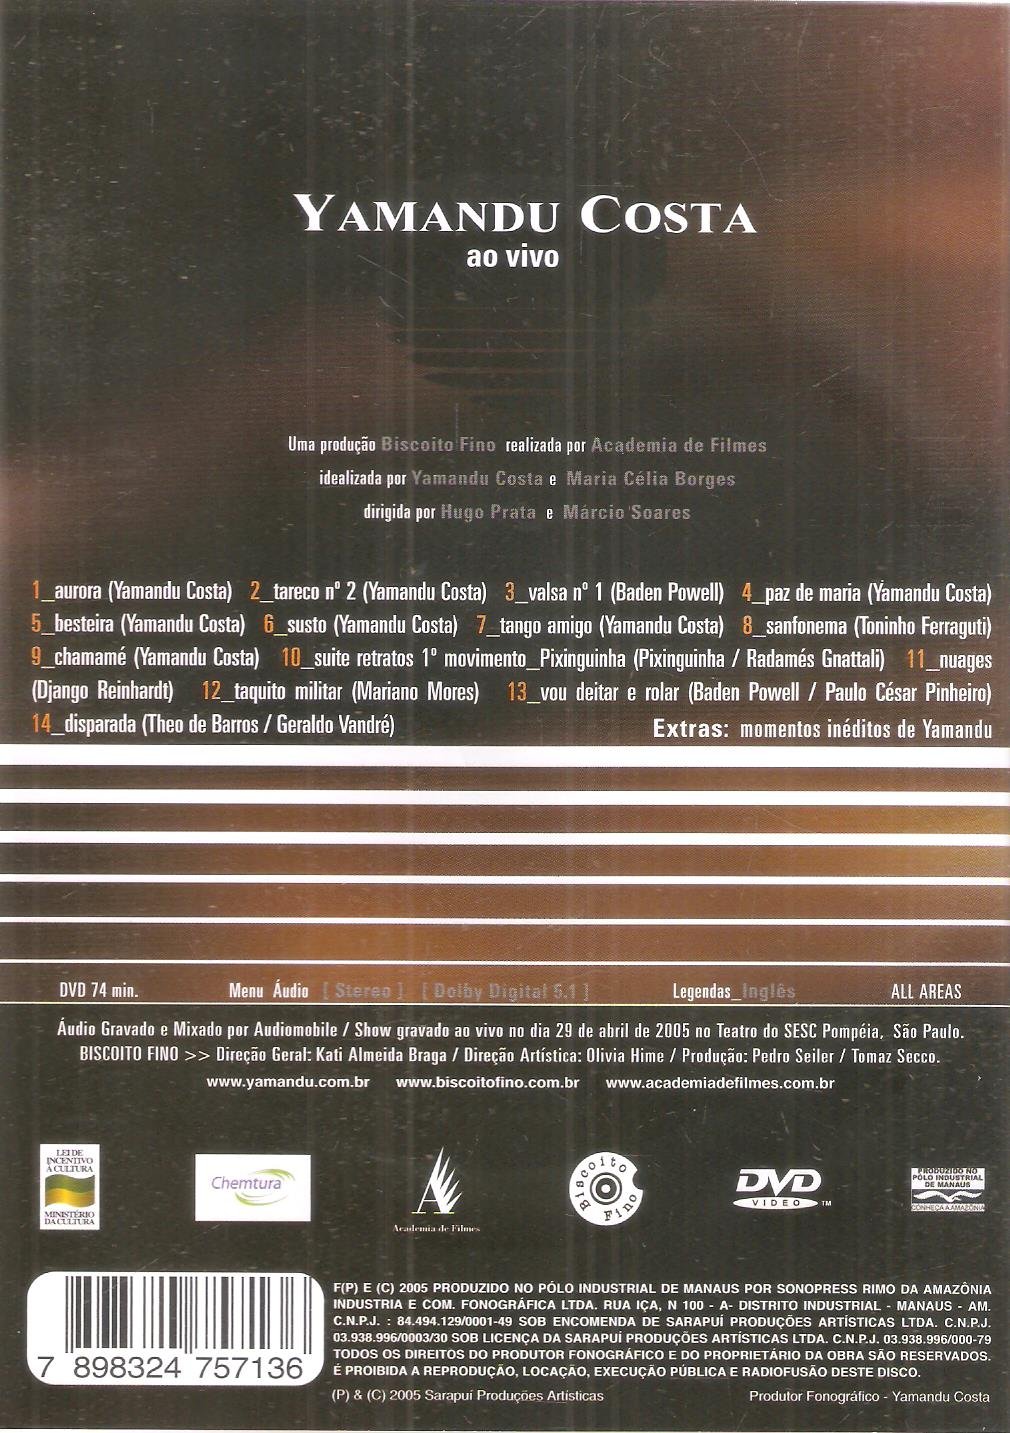 YAMANDU COSTA
ao vivo
Uma produção Biscoito Fino realizada por Academia de Filmes
idealizada por Yamandu Costa e Maria Célia Borges
dirigida por Hugo Prata e Márcio Soares
1_aurora (Yamandu Costa) 2_tareco nº 2 (Yamandu Costa) 3_valsa nº 1 (Baden Powell) 4_paz de maria (Yamandu Costa)
5_besteira (Yamandu Costa) 6_susto (Yamandu Costa) 7_tango amigo (Yamandu Costa) 8_sanfonema (Toninho Ferraguti)
9_chamamé (Yamandu Costa) 10_suite retratos 1º movimento_Pixinguinha (Pixinguinha / Radamés Gnattali) 11_nuages
(Django Reinhardt) 12_taquito militar (Mariano Mores) 13_vou deitar e rolar (Baden Powell / Paulo César Pinheiro)
14_disparada (Theo de Barros / Geraldo Vandré) Extras: momentos inéditos de Yamandu
DVD 74 min. Menu Áudio [ Stereo ] [ Dolby Digital 5.1 ] Legendas_Inglês ALL AREAS
Áudio Gravado e Mixado por Audiomobile / Show gravado ao vivo no dia 29 de abril de 2005 no Teatro do SESC Pompéia, São Paulo.
BISCOITO FINO >> Direção Geral: Kati Almeida Braga / Direção Artística: Olivia Hime / Produção: Pedro Seiler / Tomaz Secco.
www.yamandu.com.br www.biscoitofino.com.br www.academiadefilmes.com.br
LEI DE
INCENTIVO
À CULTURA
MINISTÉRIO
DA CULTURA
Chemtura
A
Academia de Filmes
Biscoito Fino
DVD
VIDEO TM
PRODUZIDO NO
PÓLO INDUSTRIAL
DE MANAUS
CONHEÇA A AMAZÔNIA
F(P) E (C) 2005 PRODUZIDO NO PÓLO INDUSTRIAL DE MANAUS POR SONOPRESS RIMO DA AMAZÔNIA
INDUSTRIA E COM. FONOGRÁFICA LTDA. RUA IÇA, N 100 - A- DISTRITO INDUSTRIAL - MANAUS - AM.
C.N.P.J. : 84.494.129/0001-49 SOB ENCOMENDA DE SARAPUÍ PRODUÇÕES ARTÍSTICAS LTDA. C.N.P.J.
03.938.996/0003/30 SOB LICENÇA DA SARAPUÍ PRODUÇÕES ARTÍSTICAS LTDA. C.N.P.J. 03.938.996/000-79
TODOS OS DIREITOS DO PRODUTOR FONOGRÁFICO E DO PROPRIETÁRIO DA OBRA SÃO RESERVADOS.
É PROIBIDA A REPRODUÇÃO, LOCAÇÃO, EXECUÇÃO PÚBLICA E RADIOFUSÃO DESTE DISCO.
(P) & (C) 2005 Sarapuí Produções Artísticas Produtor Fonográfico - Yamandu Costa
7 898324 757136